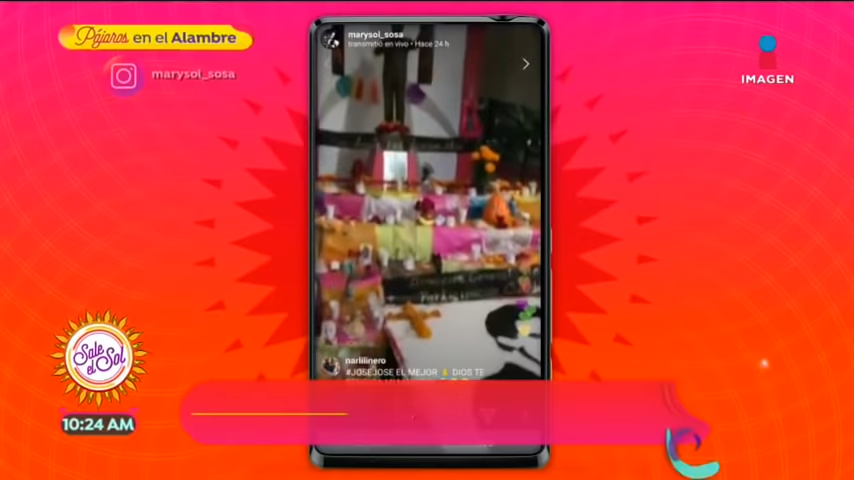 Pájaros en el Alambre
marysol_sosa
IMAGEN
marysol_sosa
transmitió en vivo • Hace 24 h
narlilinero
#JOSEJOSE EL MEJOR DIOS TE
Sale el Sol
10:24 AM